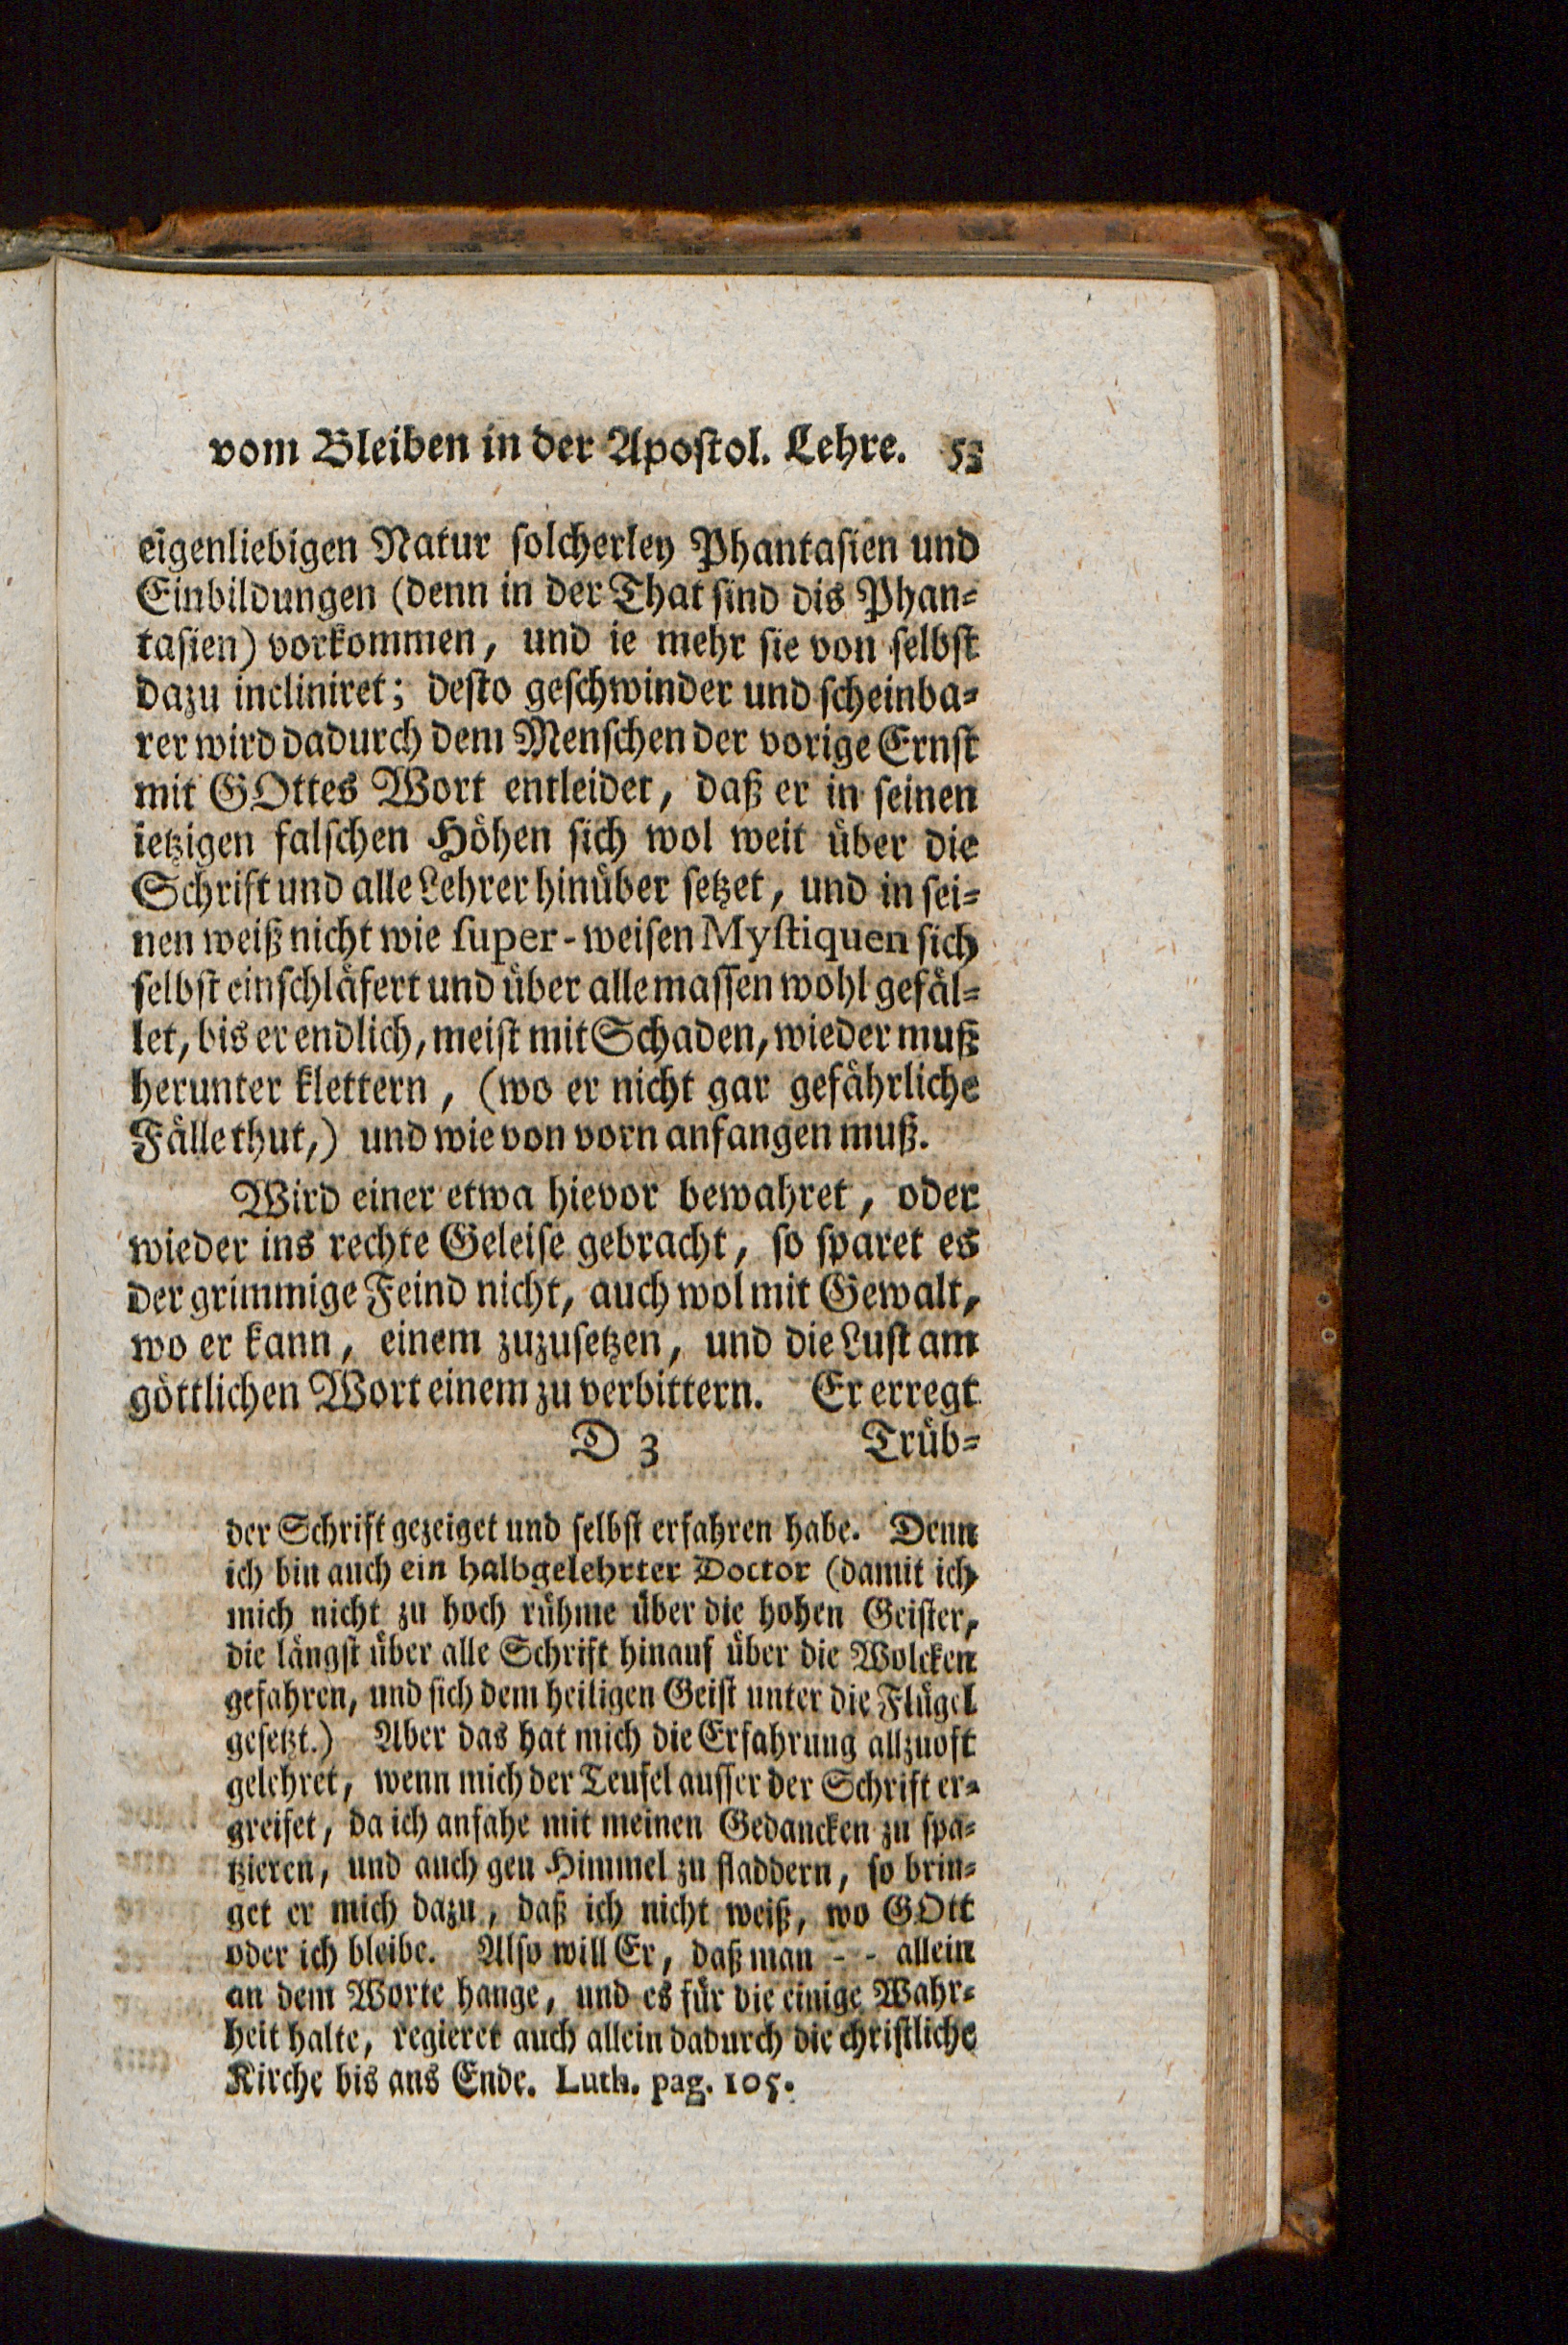 vom Bleiben in der Apostol. Lehre. 53
eigenliebigen Natur solcherley Phantasien und
Einbildungen (denn in der That sind dis Phan-
tasien) vorkommen, und ie mehr sie von selbst
dazu incliniret; desto geschwinder und scheinba-
rer wird dadurch dem Menschen der vorige Ernst
mit GOttes Wort entleidet, daß er in seinen
ietzigen falschen Höhen sich wol weit über die
Schrift und alle Lehrer hinüber setzet, und in sei-
nen weiß nicht wie super-weisen Mystiquen sich
selbst einschläfert und über alle massen wohl gefäl-
let, bis er endlich, meist mit Schaden, wieder muß
herunter klettern, (wo er nicht gar gefährliche
Fälle thut,) und wie von vorn anfangen muß.
Wird einer etwa hievor bewahret, oder
wieder ins rechte Geleise gebracht, so sparet es
der grimmige Feind nicht, auch wol mit Gewalt,
wo er kann, einem zuzusetzen, und die Lust am
göttlichen Wort einem zu verbittern. Er erregt
D 3 Trüb-
der Schrift gezeiget und selbst erfahren habe. Denn
ich bin auch ein halbgelehrter Doctor (damit ich
mich nicht zu hoch rühme über die hohen Geister,
die längst über alle Schrift hinauf über die Wolcken
gefahren, und sich dem heiligen Geist unter die Flügel
gesetzt.) Aber das hat mich die Erfahrung allzuoft
gelehret, wenn mich der Teufel ausser der Schrift er-
greifet, da ich anfahe mit meinen Gedancken zu spa-
tzieren, und auch gen Himmel zu fladdern, so brin-
get er mich dazu, daß ich nicht weiß, wo GOtt
oder ich bleibe. Also will Er, daß man - - allein
an dem Worte hange, und es für die einige Wahr-
heit halte, regieret auch allein dadurch die christliche
Kirche bis ans Ende. Luth. pag. 105.